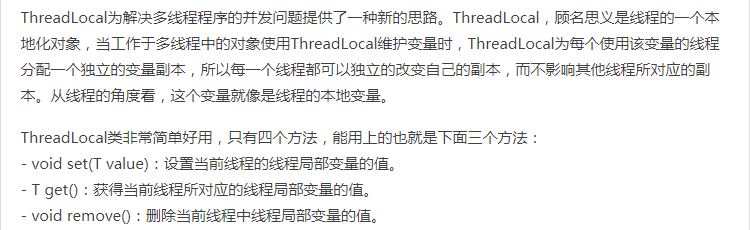 ThreadLocal为解决多线程程序的并发问题提供了一种新的思路。ThreadLocal，顾名思义是线程的一个本
地化对象，当工作于多线程中的对象使用ThreadLocal维护变量时，ThreadLocal为每个使用该变量的线程
分配一个独立的变量副本，所以每一个线程都可以独立的改变自己的副本，而不影响其他线程所对应的副
本。从线程的角度看，这个变量就像是线程的本地变量。
ThreadLocal类非常简单好用，只有四个方法，能用上的也就是下面三个方法：
- void set(T value)：设置当前线程的线程局部变量的值。
- T get()：获得当前线程所对应的线程局部变量的值。
- void remove()：删除当前线程中线程局部变量的值。